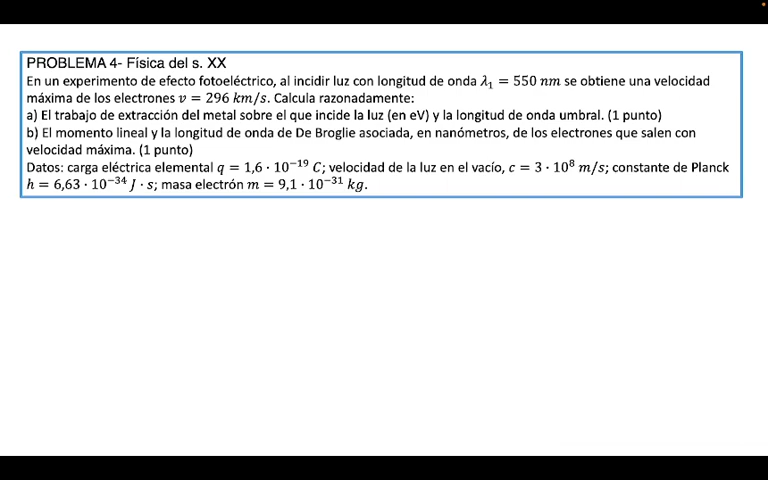 PROBLEMA 4- Física del s. XX
En un experimento de efecto fotoeléctrico, al incidir luz con longitud de onda λ₁ = 550 nm se obtiene una velocidad
máxima de los electrones v = 296 km/s. Calcula razonadamente:
a) El trabajo de extracción del metal sobre el que incide la luz (en eV) y la longitud de onda umbral. (1 punto)
b) El momento lineal y la longitud de onda de De Broglie asociada, en nanómetros, de los electrones que salen con
velocidad máxima. (1 punto)
Datos: carga eléctrica elemental q = 1,6 · 10⁻¹⁹ C; velocidad de la luz en el vacío, c = 3 · 10⁸ m/s; constante de Planck
h = 6,63 · 10⁻³⁴ J · s; masa electrón m = 9,1 · 10⁻³¹ kg.